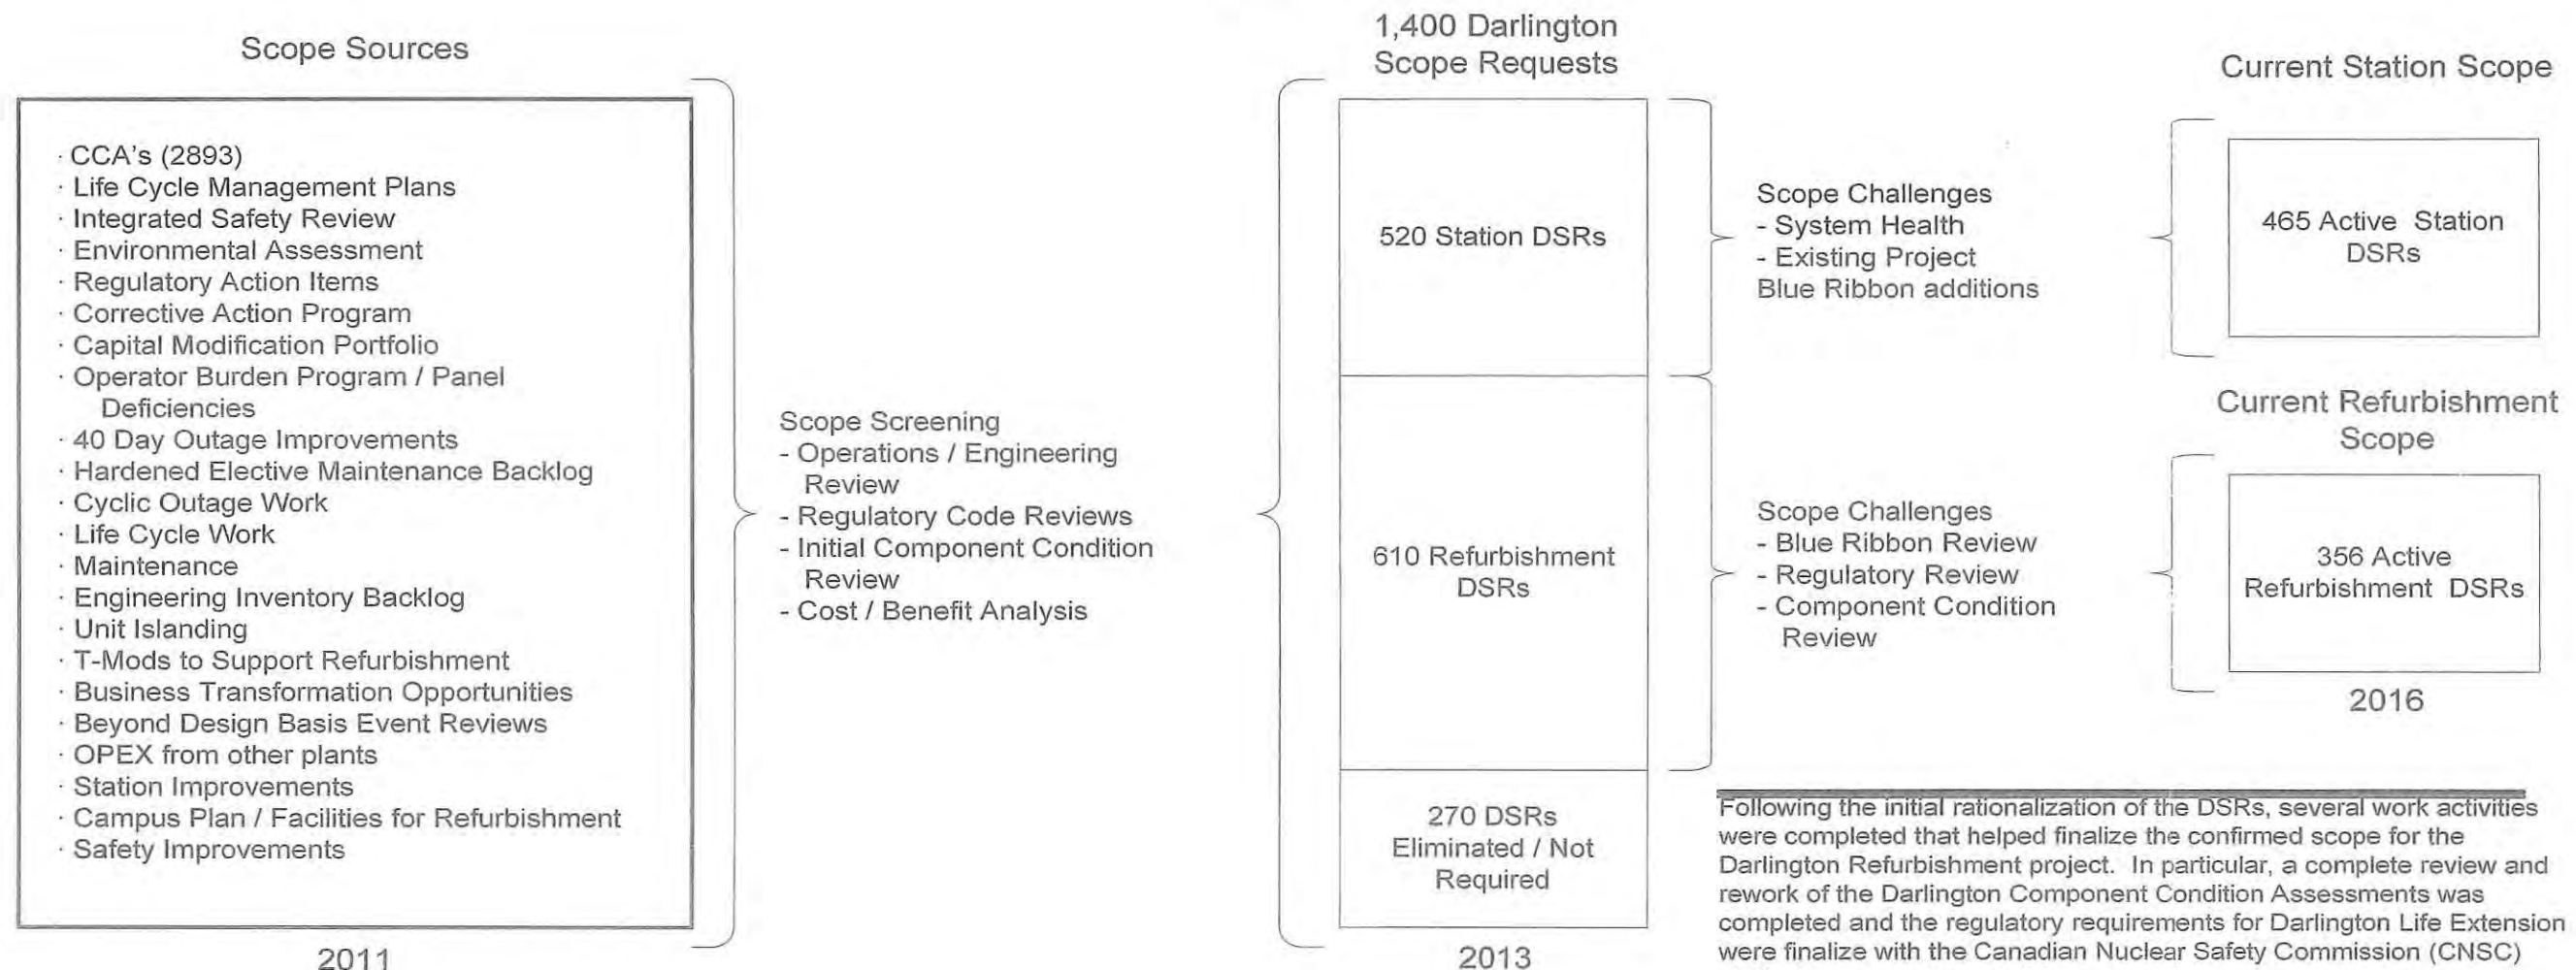 Scope Sources
· CCA's (2893)
· Life Cycle Management Plans
· Integrated Safety Review
· Environmental Assessment
· Regulatory Action Items
· Corrective Action Program
· Capital Modification Portfolio
· Operator Burden Program / Panel
Deficiencies
· 40 Day Outage Improvements
· Hardened Elective Maintenance Backlog
· Cyclic Outage Work
· Life Cycle Work
· Maintenance
· Engineering Inventory Backlog
· Unit Islanding
· T-Mods to Support Refurbishment
· Business Transformation Opportunities
· Beyond Design Basis Event Reviews
· OPEX from other plants
· Station Improvements
· Campus Plan / Facilities for Refurbishment
· Safety Improvements
2011
Scope Screening
- Operations / Engineering
Review
- Regulatory Code Reviews
- Initial Component Condition
Review
- Cost / Benefit Analysis
1,400 Darlington
Scope Requests
520 Station DSRs
610 Refurbishment
DSRs
270 DSRs
Eliminated / Not
Required
2013
Scope Challenges
- System Health
- Existing Project
Blue Ribbon additions
Scope Challenges
- Blue Ribbon Review
- Regulatory Review
- Component Condition
Review
Current Station Scope
465 Active Station
DSRs
Current Refurbishment
Scope
356 Active
Refurbishment DSRs
2016
Following the initial rationalization of the DSRs, several work activities
were completed that helped finalize the confirmed scope for the
Darlington Refurbishment project. In particular, a complete review and
rework of the Darlington Component Condition Assessments was
completed and the regulatory requirements for Darlington Life Extension
were finalize with the Canadian Nuclear Safety Commission (CNSC)